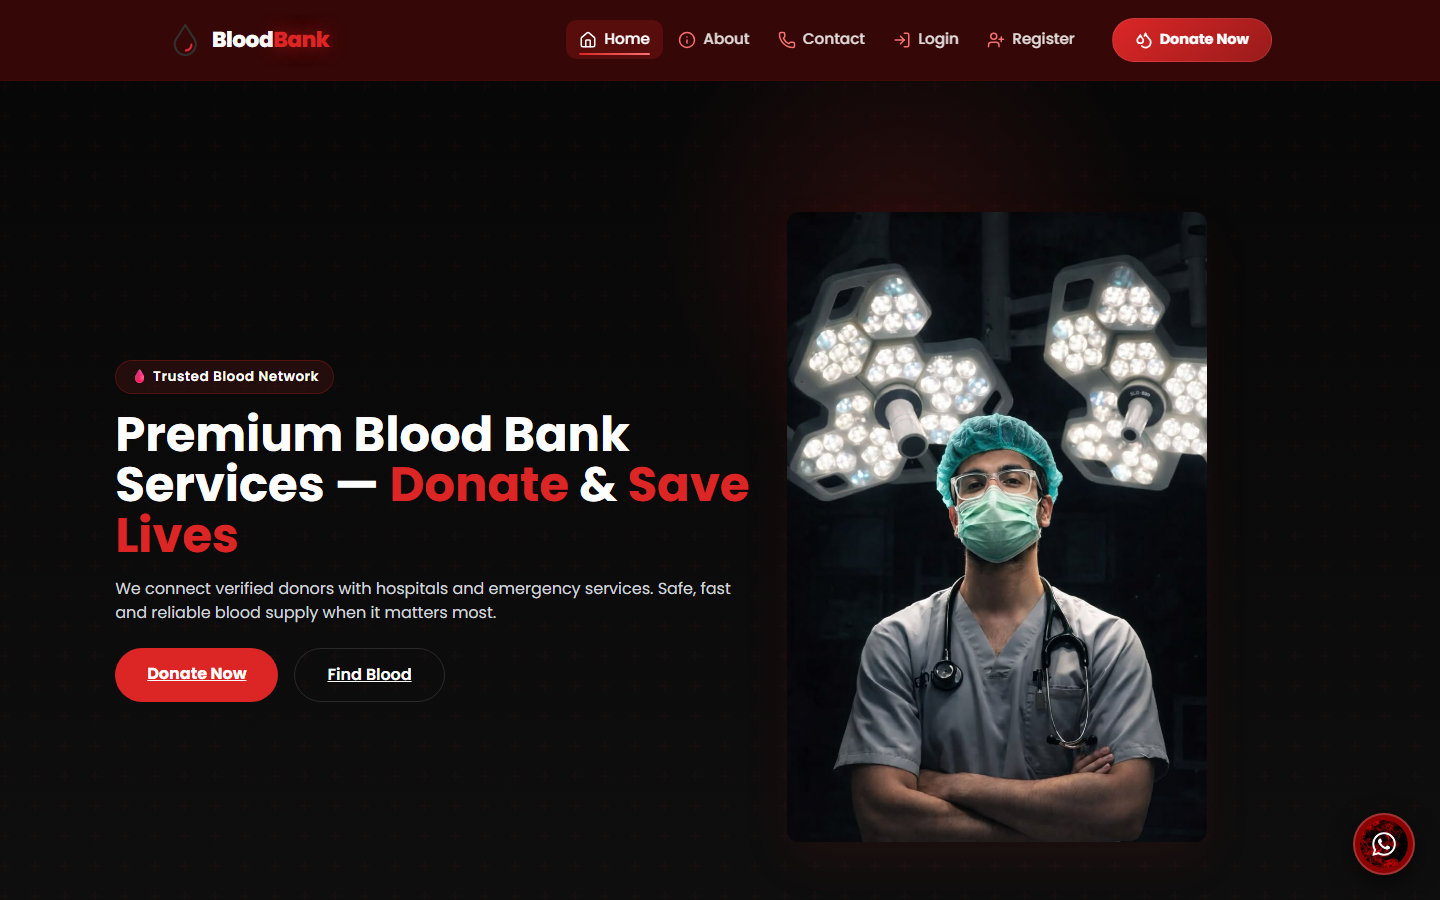 BloodBank
Home
About
Contact
Login
Register
Donate Now
Trusted Blood Network
Premium Blood Bank
Services — Donate & Save
Lives
We connect verified donors with hospitals and emergency services. Safe, fast
and reliable blood supply when it matters most.
Donate Now
Find Blood